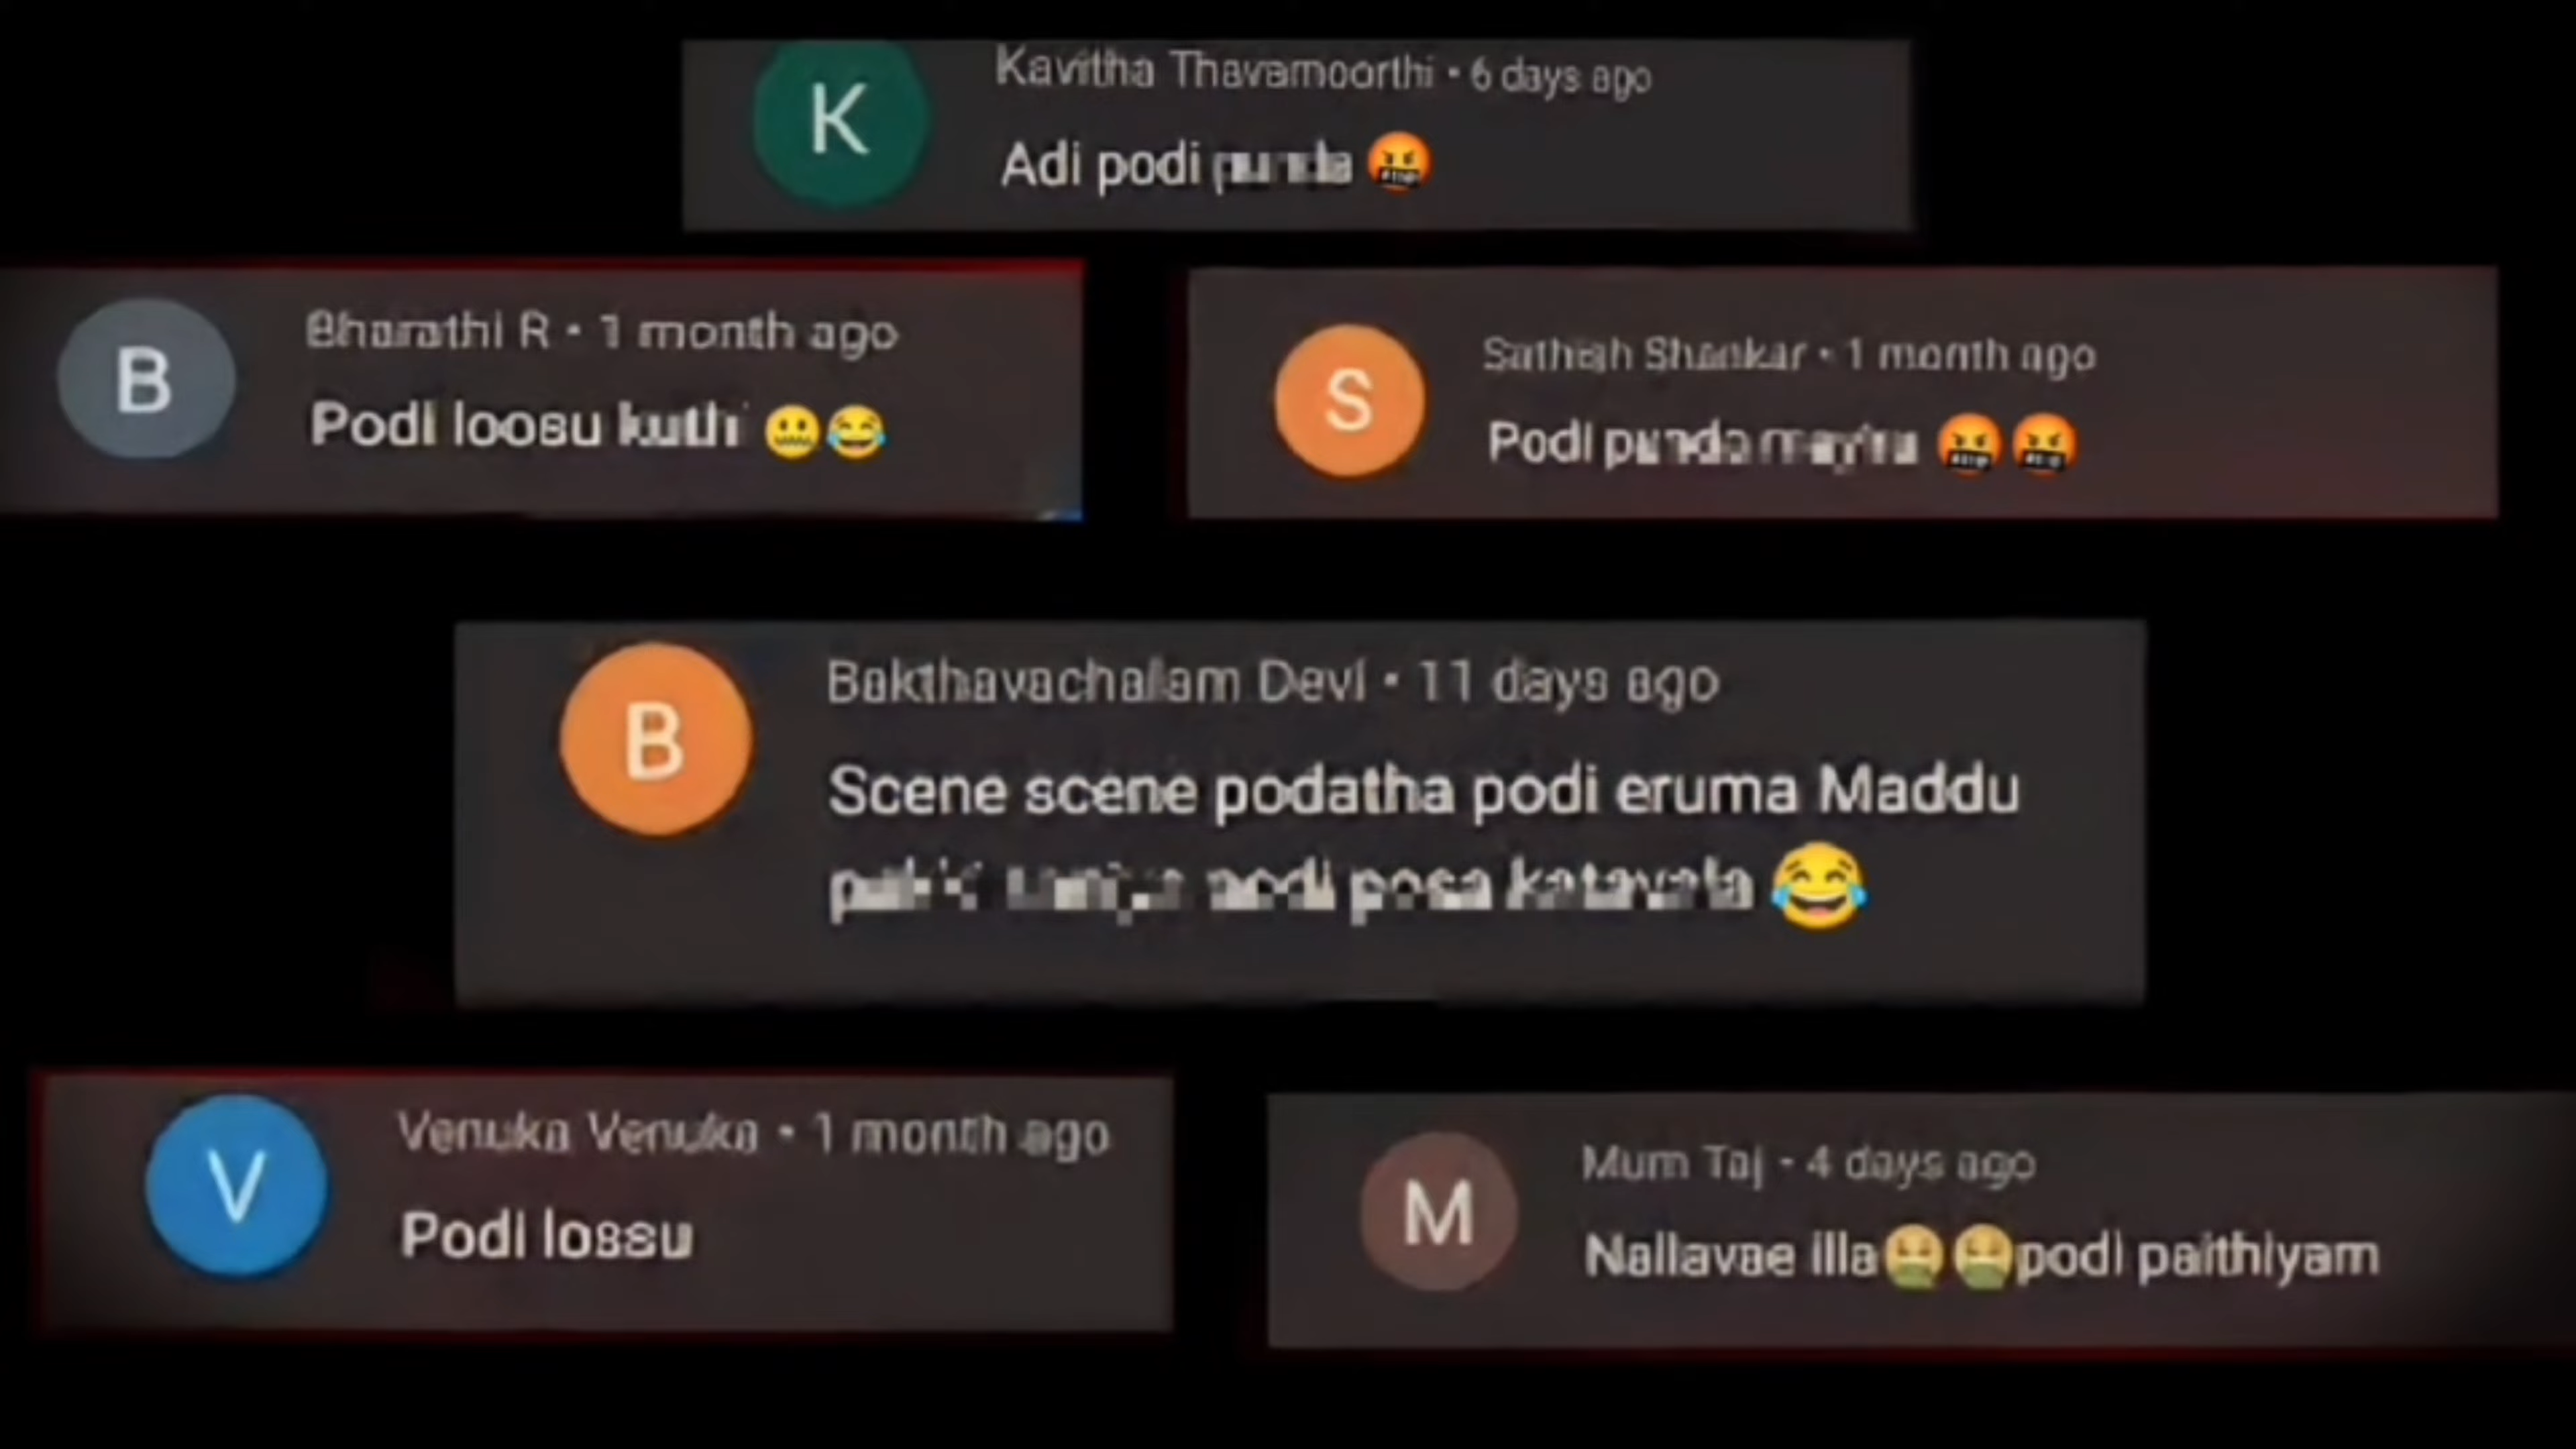 K
Kavitha Thavamoorthi • 6 days ago
Adi podi 🤬
B
Bharathi R • 1 month ago
Podi loosu 🤐😂
S
Sathish Shankar • 1 month ago
Podi 🤬🤬
B
Bakthavachalam Devi • 11 days ago
Scene scene podatha podi eruma Maddu
podi posa 😂
V
Venuka Venuka • 1 month ago
Podi lossu
M
Mum Taj • 4 days ago
Nallavae illa🤮🤮podi paithiyam